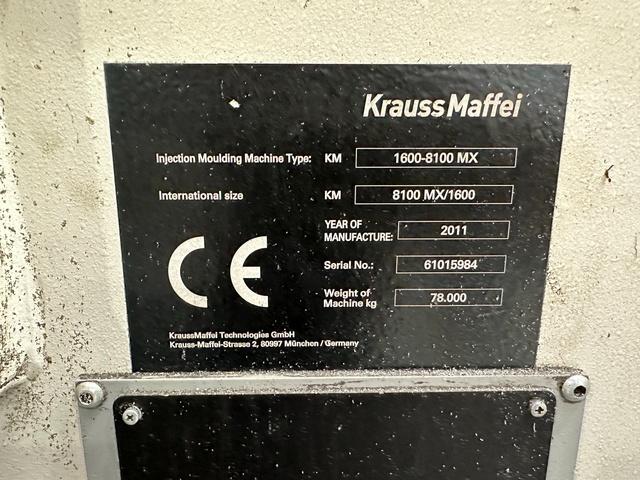 KraussMaffei
Injection Moulding Machine Type: KM 1600-8100 MX
International size KM 8100 MX/1600
YEAR OF
MANUFACTURE: 2011
Serial No.: 61015984
Weight of
Machine kg 78.000
CE
KraussMaffei Technologies GmbH
Krauss-Maffei-Strasse 2, 80997 München / Germany